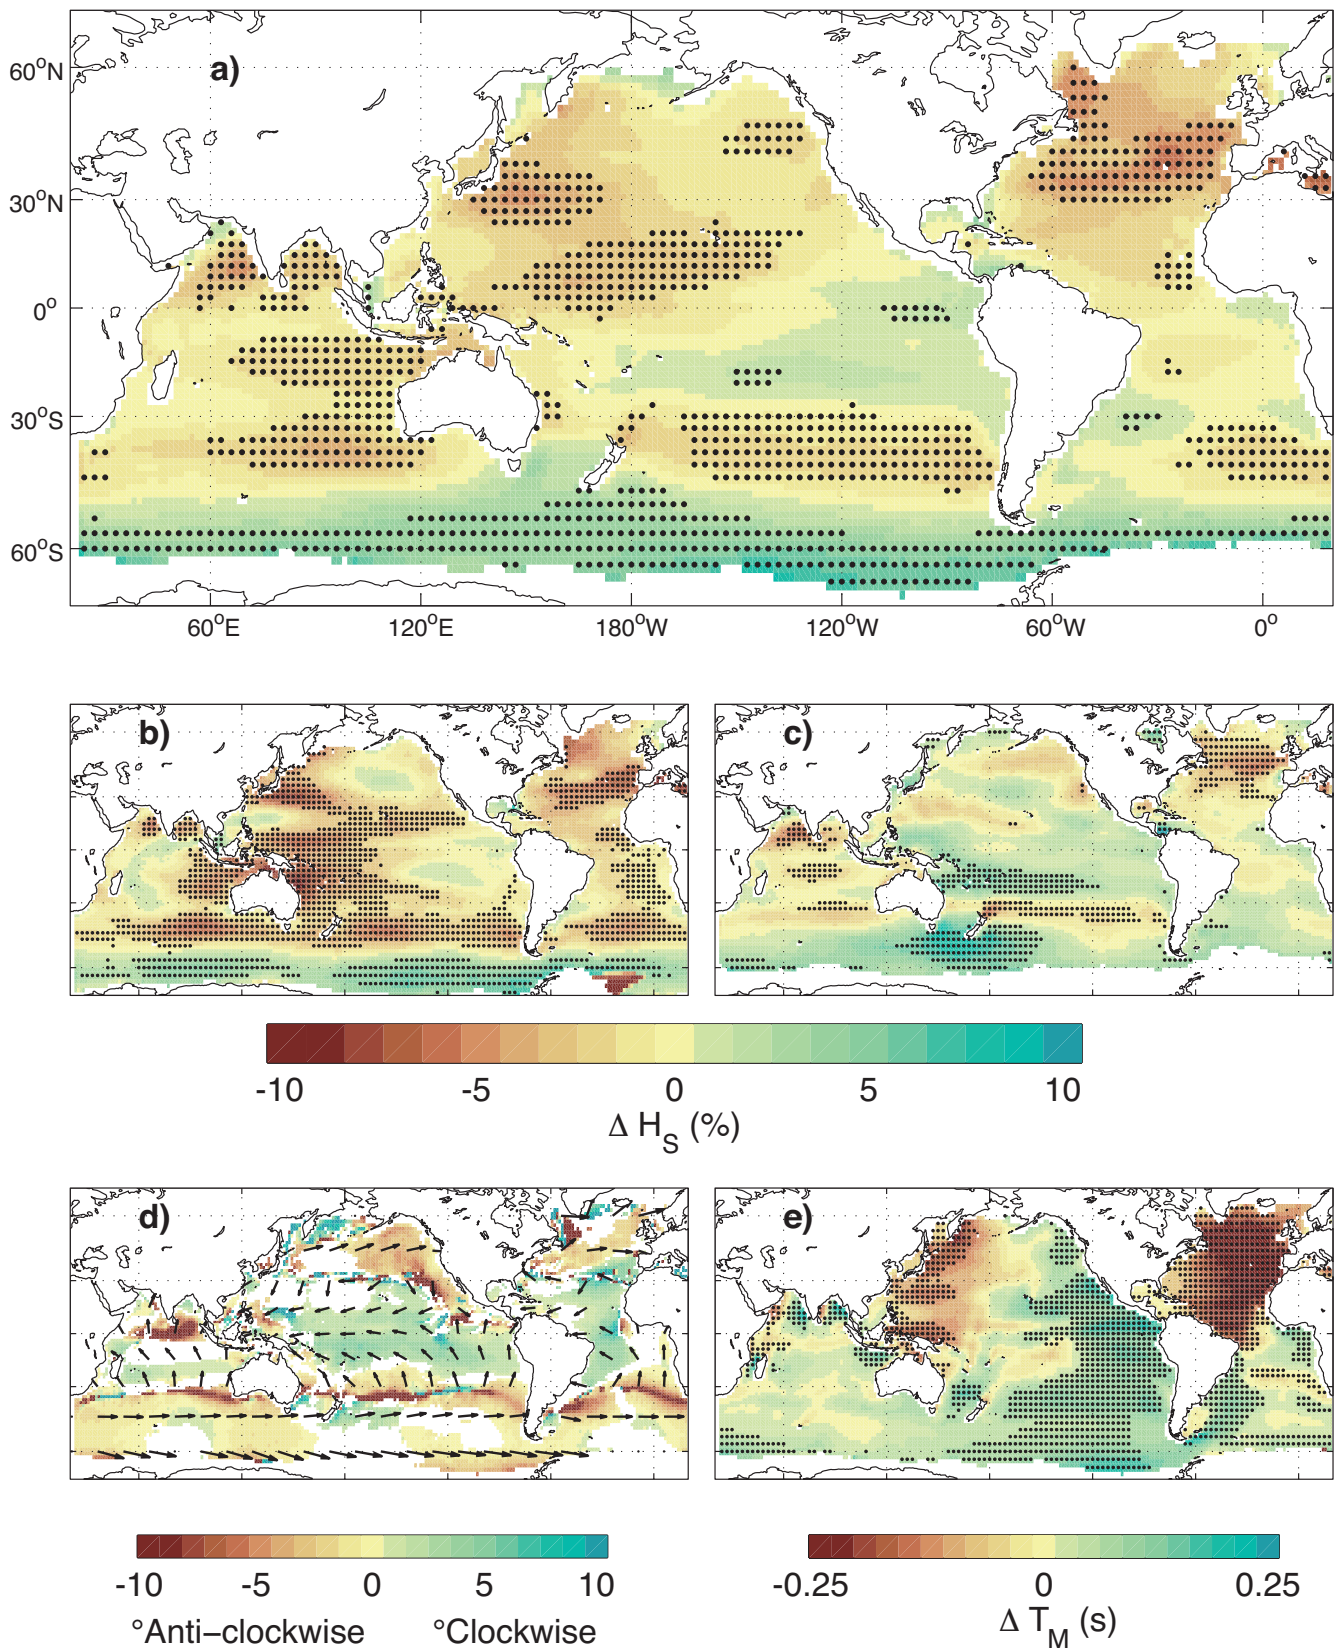 a)
60°N
30°N
0°
30°S
60°S
60°E
120°E
180°W
120°W
60°W
0°
b)
c)
-10
-5
0
5
10
Δ H_S (%)
d)
e)
-10
-5
0
5
10
°Anti-clockwise
°Clockwise
-0.25
0
0.25
Δ T_M (s)